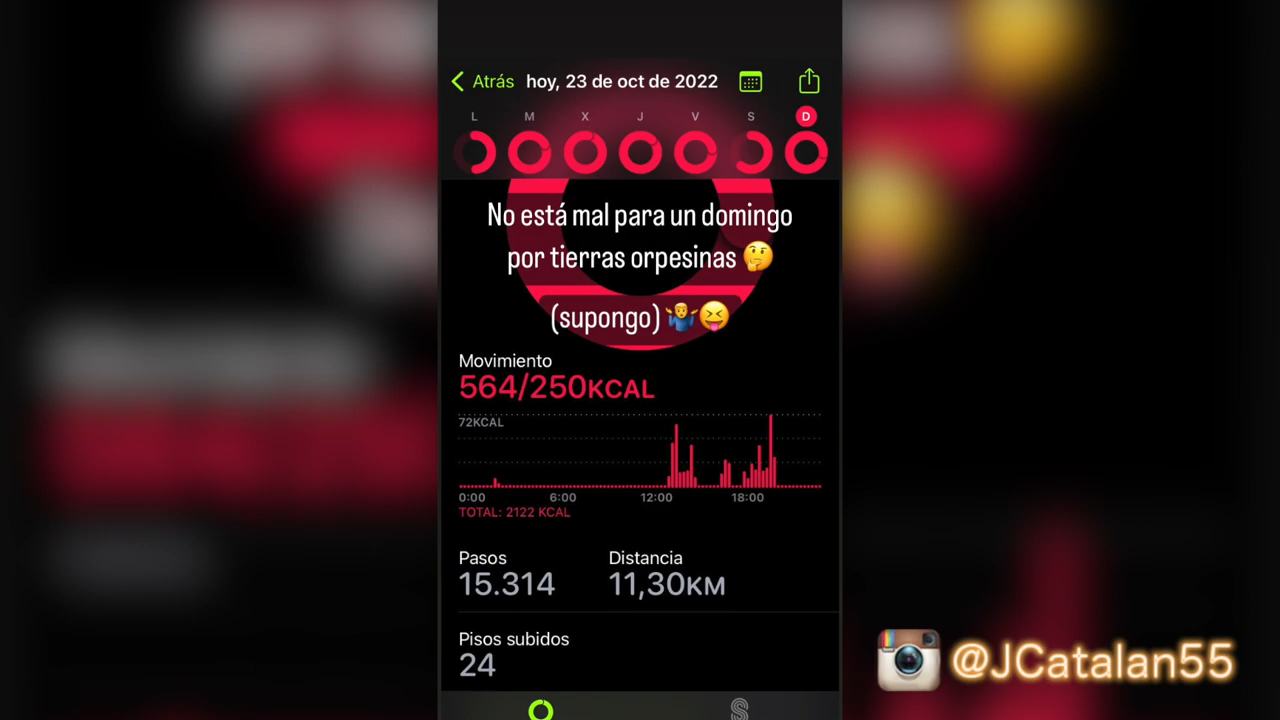 Atrás hoy, 23 de oct de 2022
L M X J V S D
No está mal para un domingo
por tierras orpesinas 🤔
(supongo) 🤷‍♂️😝
Movimiento
564/250KCAL
72KCAL
0:00 6:00 12:00 18:00
TOTAL: 2122 KCAL
Pasos Distancia
15.314 11,30KM
Pisos subidos
24
@JCatalan55